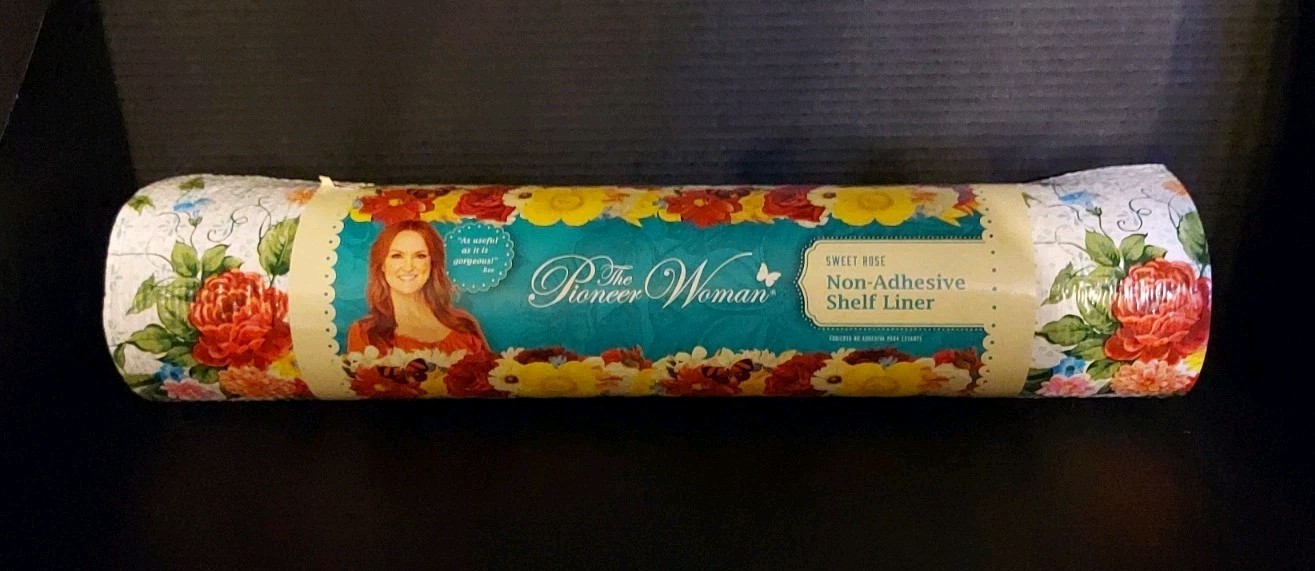 "As useful
as it is
gorgeous!"
Ree
The
Pioneer Woman®
SWEET ROSE
Non-Adhesive
Shelf Liner